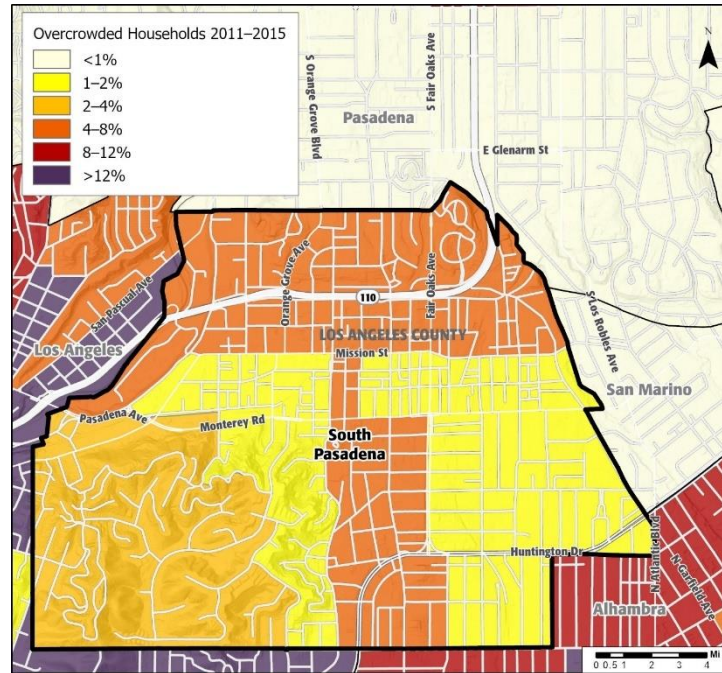 Overcrowded Households 2011–2015
<1%
1–2%
2–4%
4–8%
8–12%
>12%
N
S Orange Grove Blvd
S Fair Oaks Ave
Pasadena
E Glenarm St
San Pascual Ave
Orange Grove Ave
Fair Oaks Ave
110
S Los Robles Ave
Los Angeles
LOS ANGELES COUNTY
Mission St
San Marino
Pasadena Ave
Monterey Rd
South
Pasadena
Huntington Dr
N Atlantic Blvd
N Garfield Ave
Alhambra
Mi
0 0.5 1 2 3 4